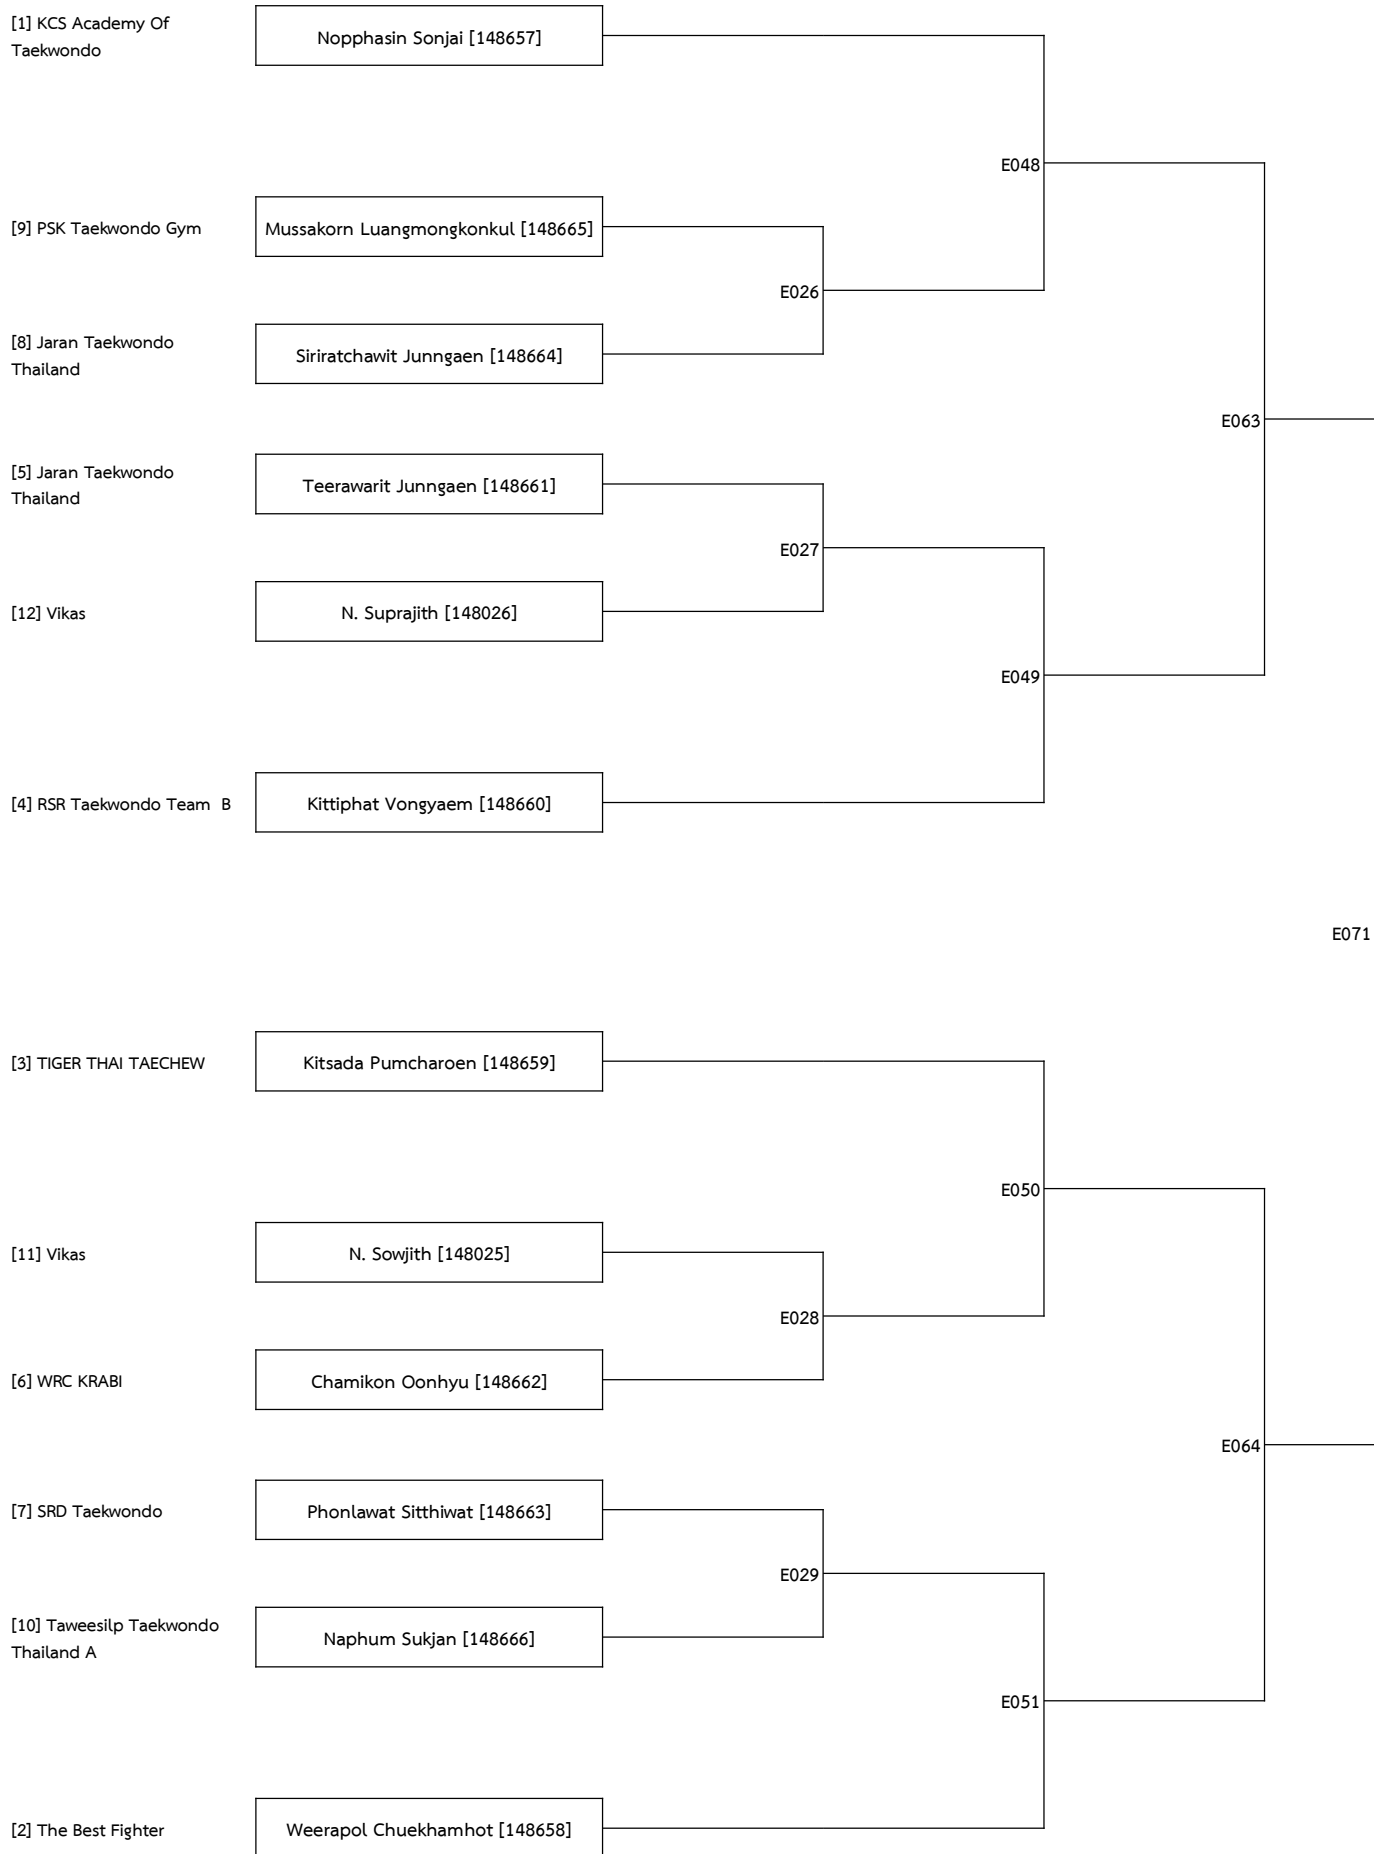 [1] KCS Academy Of
Taekwondo
Nopphasin Sonjai [148657]
E048
[9] PSK Taekwondo Gym
Mussakorn Luangmongkonkul [148665]
E026
[8] Jaran Taekwondo
Thailand
Siriratchawit Junngaen [148664]
E063
[5] Jaran Taekwondo
Thailand
Teerawarit Junngaen [148661]
E027
[12] Vikas
N. Suprajith [148026]
E049
[4] RSR Taekwondo Team  B
Kittiphat Vongyaem [148660]
E071
[3] TIGER THAI TAECHEW
Kitsada Pumcharoen [148659]
E050
[11] Vikas
N. Sowjith [148025]
E028
[6] WRC KRABI
Chamikon Oonhyu [148662]
E064
[7] SRD Taekwondo
Phonlawat Sitthiwat [148663]
E029
[10] Taweesilp Taekwondo
Thailand A
Naphum Sukjan [148666]
E051
[2] The Best Fighter
Weerapol Chuekhamhot [148658]